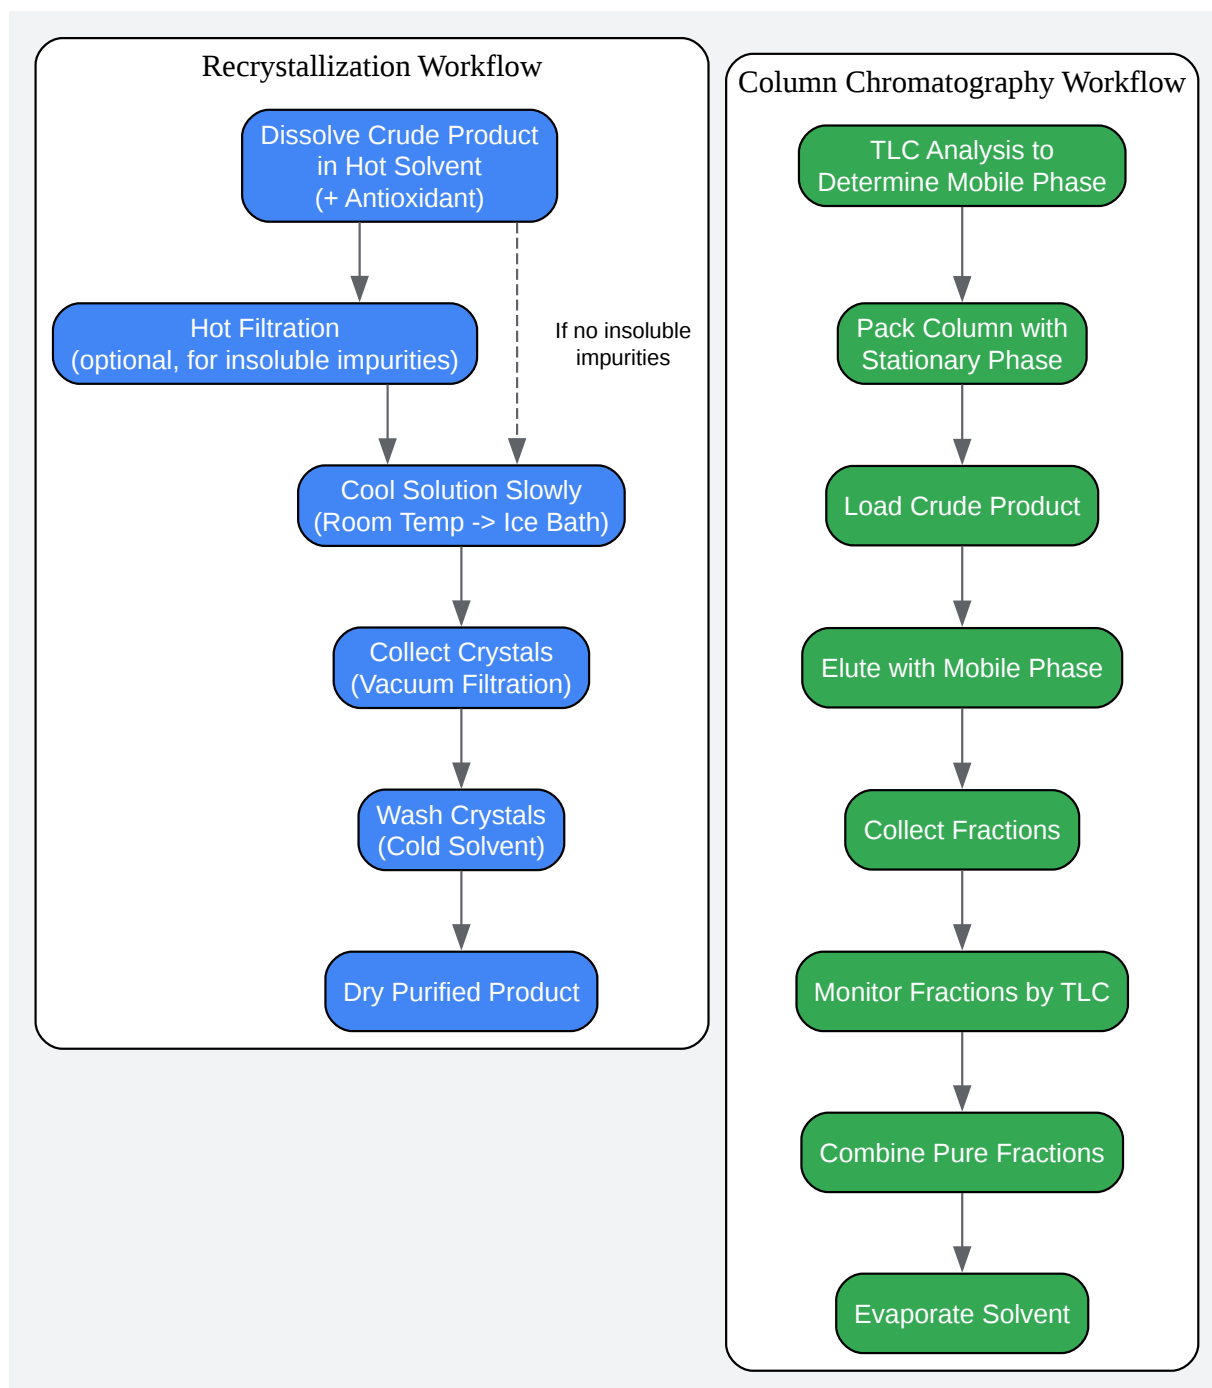 Recrystallization Workflow
Dissolve Crude Product
in Hot Solvent
(+ Antioxidant)
Hot Filtration
(optional, for insoluble impurities)
If no insoluble
impurities
Cool Solution Slowly
(Room Temp -> Ice Bath)
Collect Crystals
(Vacuum Filtration)
Wash Crystals
(Cold Solvent)
Dry Purified Product
Column Chromatography Workflow
TLC Analysis to
Determine Mobile Phase
Pack Column with
Stationary Phase
Load Crude Product
Elute with Mobile Phase
Collect Fractions
Monitor Fractions by TLC
Combine Pure Fractions
Evaporate Solvent